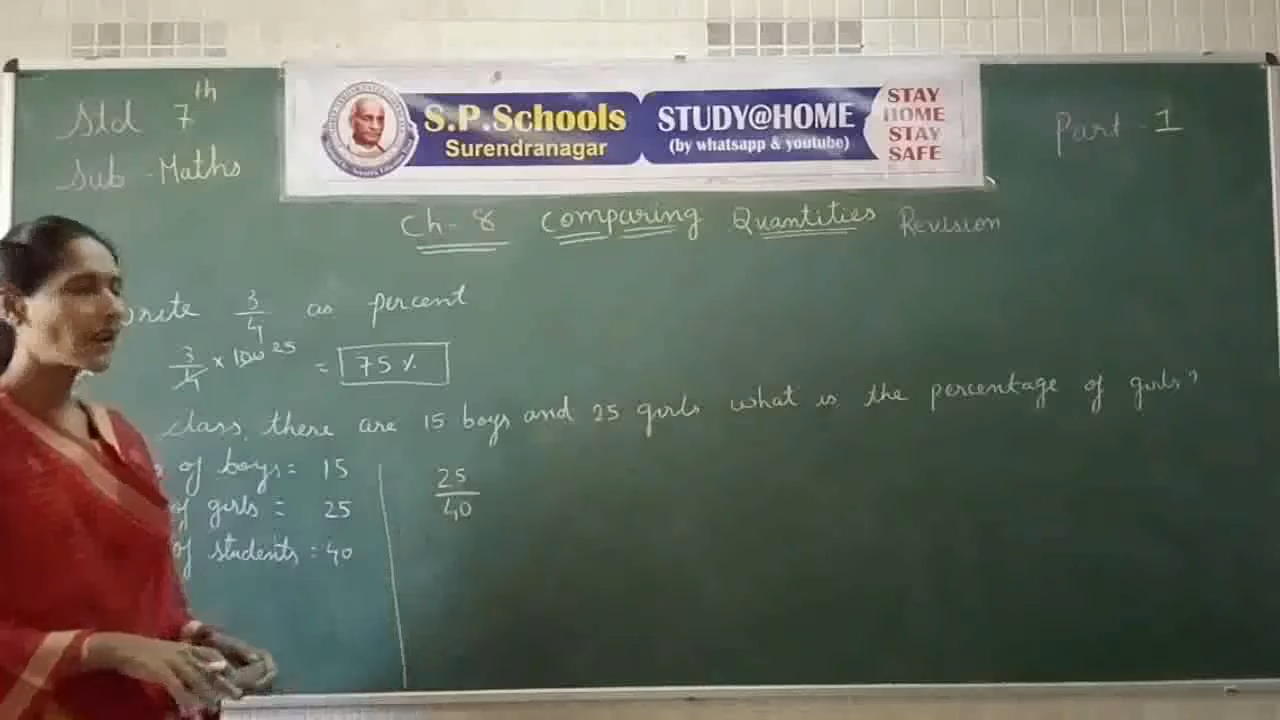 Std 7th
Sub - Maths
S.P.Schools
Surendranagar
STUDY@HOME
(by whatsapp & youtube)
STAY
HOME
STAY
SAFE
Part - 1
Ch-8 Comparing Quantities Revision
3/4 as percent
3/4 × 100 25 = 75 %
class, there are 15 boys and 25 girls what is the percentage of girls?
of boys = 15
of girls = 25
of students = 40
25/40